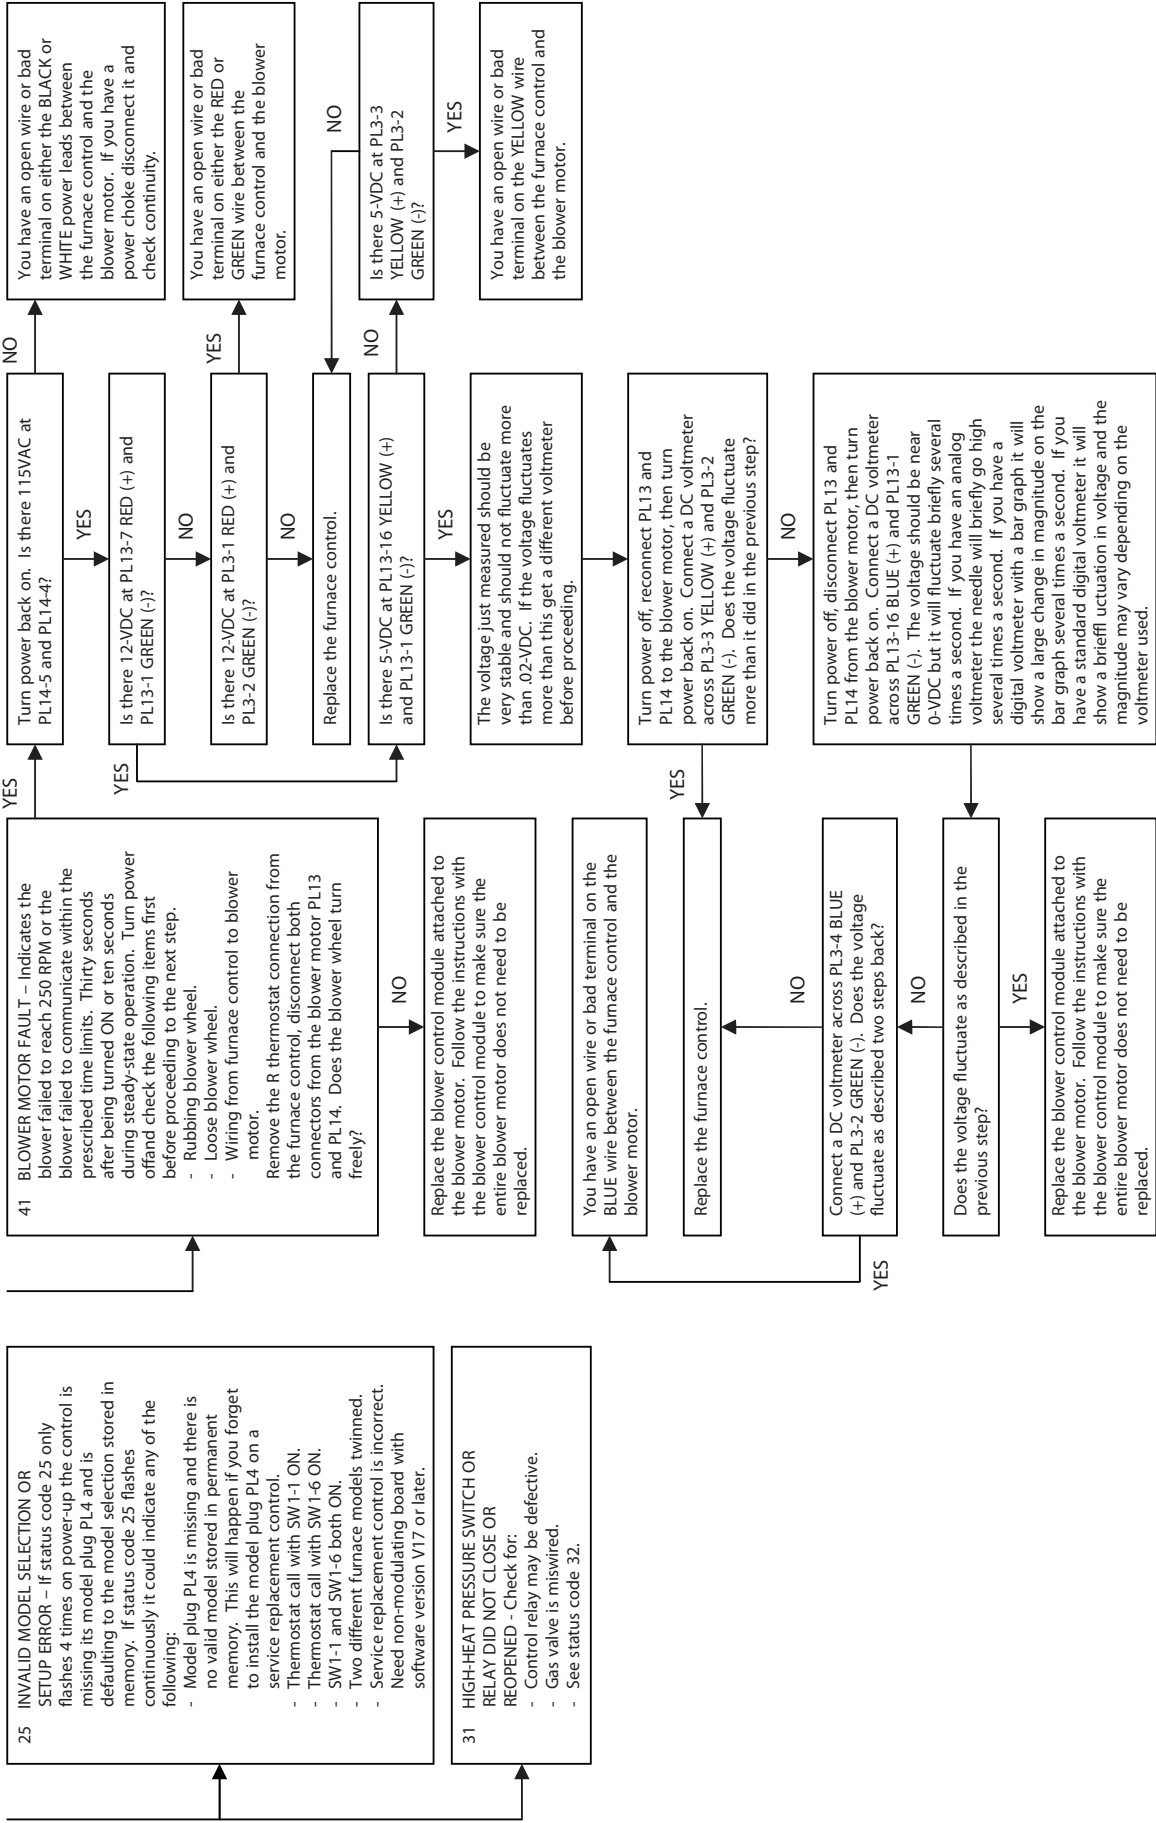 25 INVALID MODEL SELECTION OR
SETUP ERROR – If status code 25 only
flashes 4 times on power-up the control is
missing its model plug PL4 and is
defaulting to the model selection stored in
memory. If status code 25 flashes
continuously it could indicate any of the
following:
- Model plug PL4 is missing and there is
no valid model stored in permanent
memory. This will happen if you forget
to install the model plug PL4 on a
service replacement control.
- Thermostat call with SW1-1 ON.
- Thermostat call with SW1-6 ON.
- SW1-1 and SW1-6 both ON.
- Two different furnace models twinned.
- Service replacement control is incorrect.
Need non-modulating board with
software version V17 or later.
31 HIGH-HEAT PRESSURE SWITCH OR
RELAY DID NOT CLOSE OR
REOPENED - Check for:
- Control relay may be defective.
- Gas valve is miswired.
- See status code 32.
41 BLOWER MOTOR FAULT – Indicates the
blower failed to reach 250 RPM or the
blower failed to communicate within the
prescribed time limits. Thirty seconds
after being turned ON or ten seconds
during steady-state operation. Turn power
offand check the following items first
before proceeding to the next step.
- Rubbing blower wheel.
- Loose blower wheel.
- Wiring from furnace control to blower
motor.
Remove the R thermostat connection from
the furnace control, disconnect both
connectors from the blower motor PL13
and PL14. Does the blower wheel turn
freely?
YES
NO
Replace the blower control module attached to
the blower motor. Follow the instructions with
the blower control module to make sure the
entire blower motor does not need to be
replaced.
Turn power back on. Is there 115VAC at
PL14-5 and PL14-4?
NO
You have an open wire or bad
terminal on either the BLACK or
WHITE power leads between
the furnace control and the
blower motor. If you have a
power choke disconnect it and
check continuity.
YES
Is there 12-VDC at PL13-7 RED (+) and
PL13-1 GREEN (-)?
YES
NO
Is there 12-VDC at PL3-1 RED (+) and
PL3-2 GREEN (-)?
YES
You have an open wire or bad
terminal on either the RED or
GREEN wire between the
furnace control and the blower
motor.
NO
Replace the furnace control.
NO
Is there 5-VDC at PL13-16 YELLOW (+)
and PL13-1 GREEN (-)?
NO
Is there 5-VDC at PL3-3
YELLOW (+) and PL3-2
GREEN (-)?
YES
You have an open wire or bad
terminal on the YELLOW wire
between the furnace control and
the blower motor.
YES
The voltage just measured should be
very stable and should not fluctuate more
than .02-VDC. If the voltage fluctuates
more than this get a different voltmeter
before proceeding.
Turn power off, reconnect PL13 and
PL14 to the blower motor, then turn
power back on. Connect a DC voltmeter
across PL3-3 YELLOW (+) and PL3-2
GREEN (-). Does the voltage fluctuate
more than it did in the previous step?
YES
NO
Turn power off, disconnect PL13 and
PL14 from the blower motor, then turn
power back on. Connect a DC voltmeter
across PL13-16 BLUE (+) and PL13-1
GREEN (-). The voltage should be near
0-VDC but it will fluctuate briefly several
times a second. If you have an analog
voltmeter the needle will briefly go high
several times a second. If you have a
digital voltmeter with a bar graph it will
show a large change in magnitude on the
bar graph several times a second. If you
have a standard digital voltmeter it will
show a brieffl uctuation in voltage and the
magnitude may vary depending on the
voltmeter used.
You have an open wire or bad terminal on the
BLUE wire between the furnace control and the
blower motor.
Replace the furnace control.
NO
Connect a DC voltmeter across PL3-4 BLUE
(+) and PL3-2 GREEN (-). Does the voltage
fluctuate as described two steps back?
YES
NO
Does the voltage fluctuate as described in the
previous step?
YES
Replace the blower control module attached to
the blower motor. Follow the instructions with
the blower control module to make sure the
entire blower motor does not need to be
replaced.